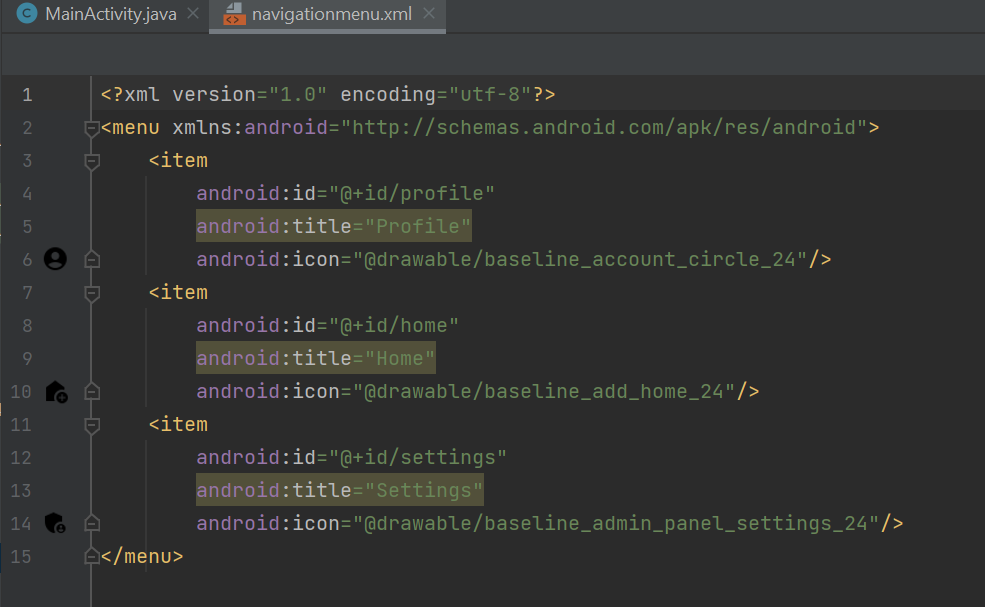 MainActivity.java navigationmenu.xml
1 <?xml version="1.0" encoding="utf-8"?>
2 <menu xmlns:android="http://schemas.android.com/apk/res/android">
3 <item
4 android:id="@+id/profile"
5 android:title="Profile"
6 android:icon="@drawable/baseline_account_circle_24"/>
7 <item
8 android:id="@+id/home"
9 android:title="Home"
10 android:icon="@drawable/baseline_add_home_24"/>
11 <item
12 android:id="@+id/settings"
13 android:title="Settings"
14 android:icon="@drawable/baseline_admin_panel_settings_24"/>
15 </menu>